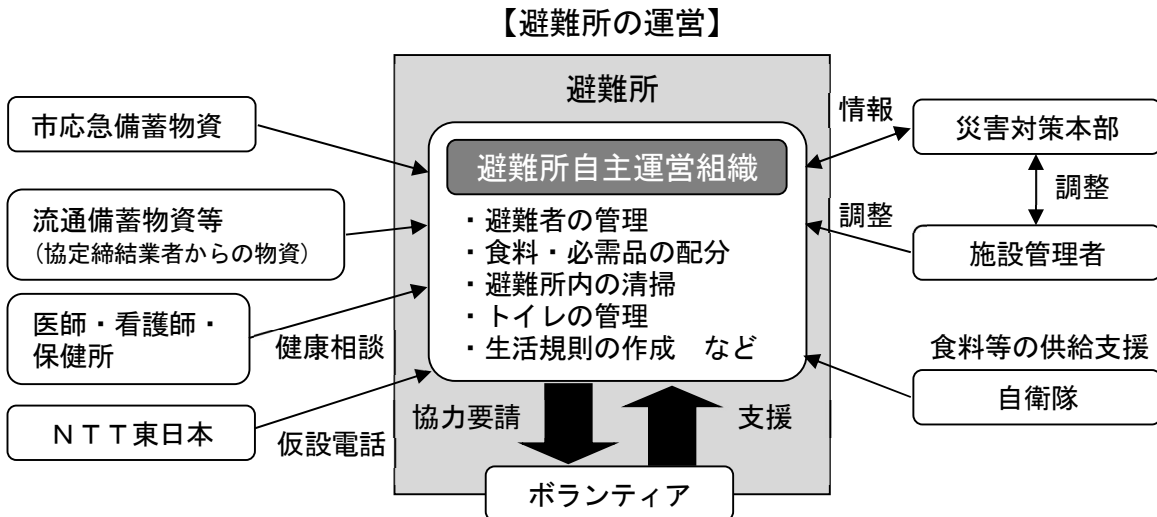 【避難所の運営】
避難所
市応急備蓄物資
流通備蓄物資等
（協定締結業者からの物資）
医師・看護師・
保健所
健康相談
ＮＴＴ東日本
仮設電話
避難所自主運営組織
・避難者の管理
・食料・必需品の配分
・避難所内の清掃
・トイレの管理
・生活規則の作成　など
協力要請
支援
ボランティア
情報
災害対策本部
調整
調整
施設管理者
食料等の供給支援
自衛隊